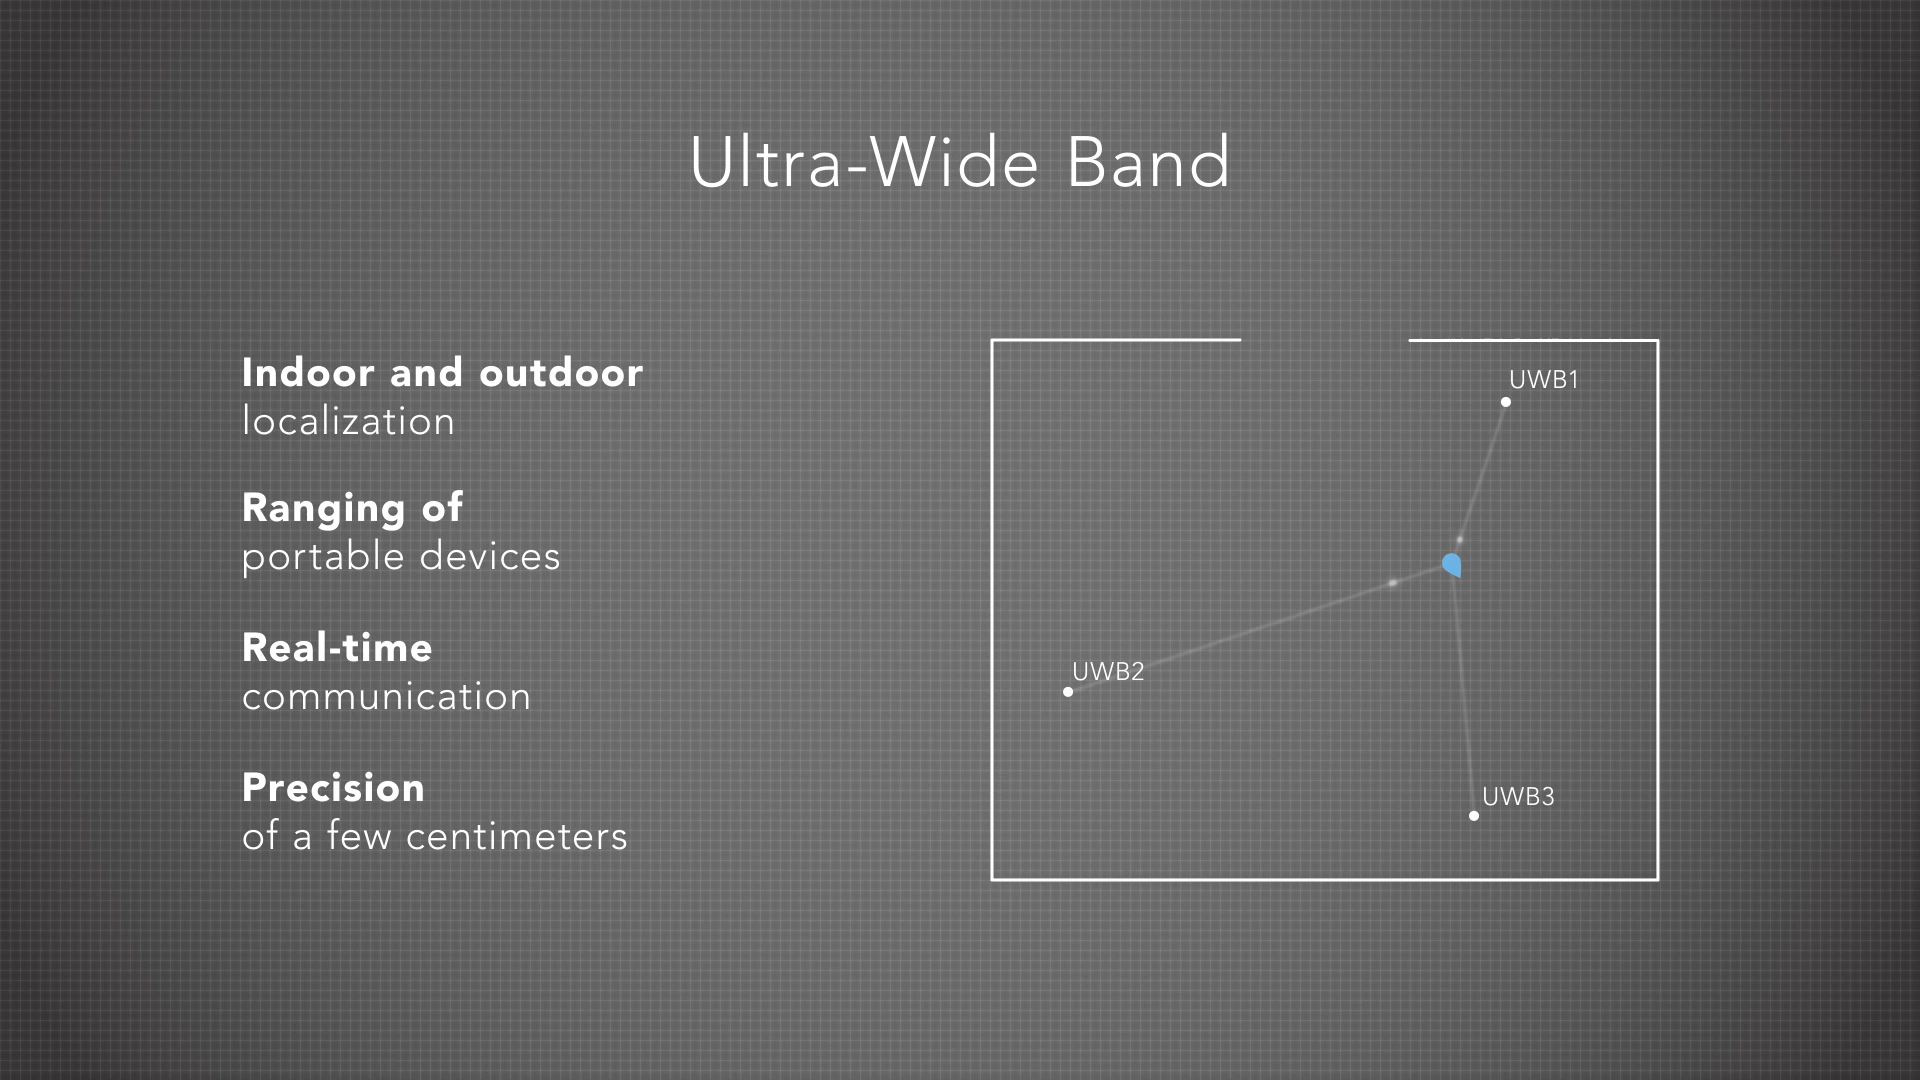 Ultra-Wide Band
Indoor and outdoor
localization
Ranging of
portable devices
Real-time
communication
Precision
of a few centimeters
UWB1
UWB2
UWB3